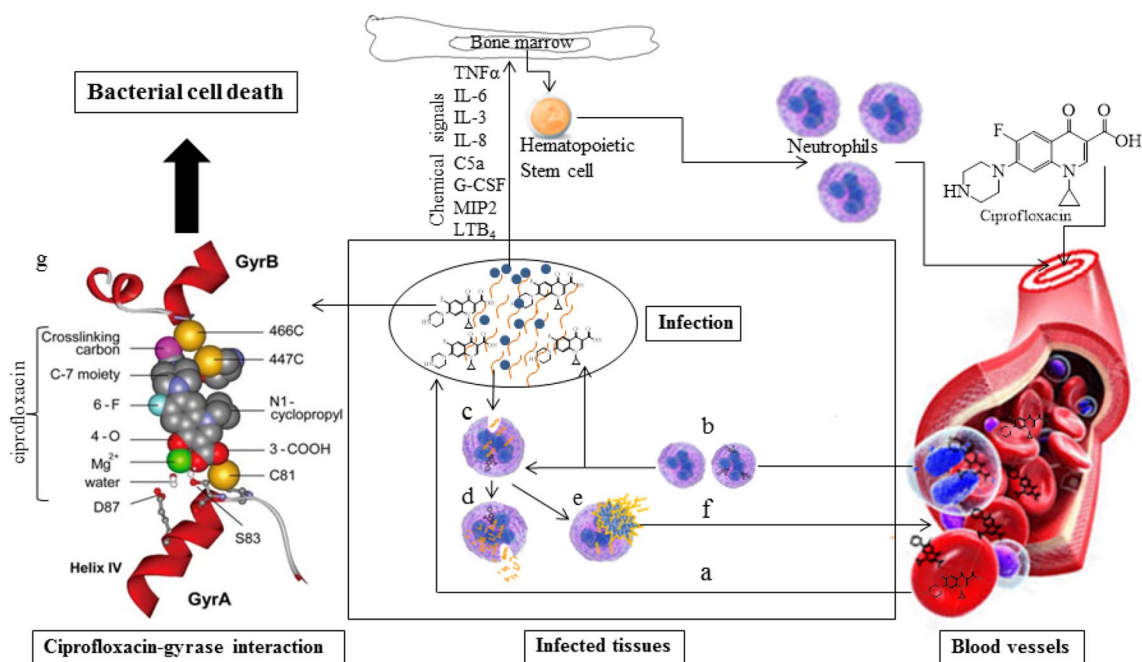 Bone marrow
Bacterial cell death
Chemical signals
TNFα
IL-6
IL-3
IL-8
C5a
G-CSF
MIP2
LTB4
Hematopoietic
Stem cell
Neutrophils
F
O
O
OH
N
N
HN
Ciprofloxacin
g
GyrB
Crosslinking
carbon
C-7 moiety
6-F
4-O
Mg2+
water
D87
466C
447C
N1-
cyclopropyl
3-COOH
C81
S83
ciprofloxacin
Helix IV
GyrA
Infection
c
b
d
e
f
a
Ciprofloxacin-gyrase interaction
Infected tissues
Blood vessels